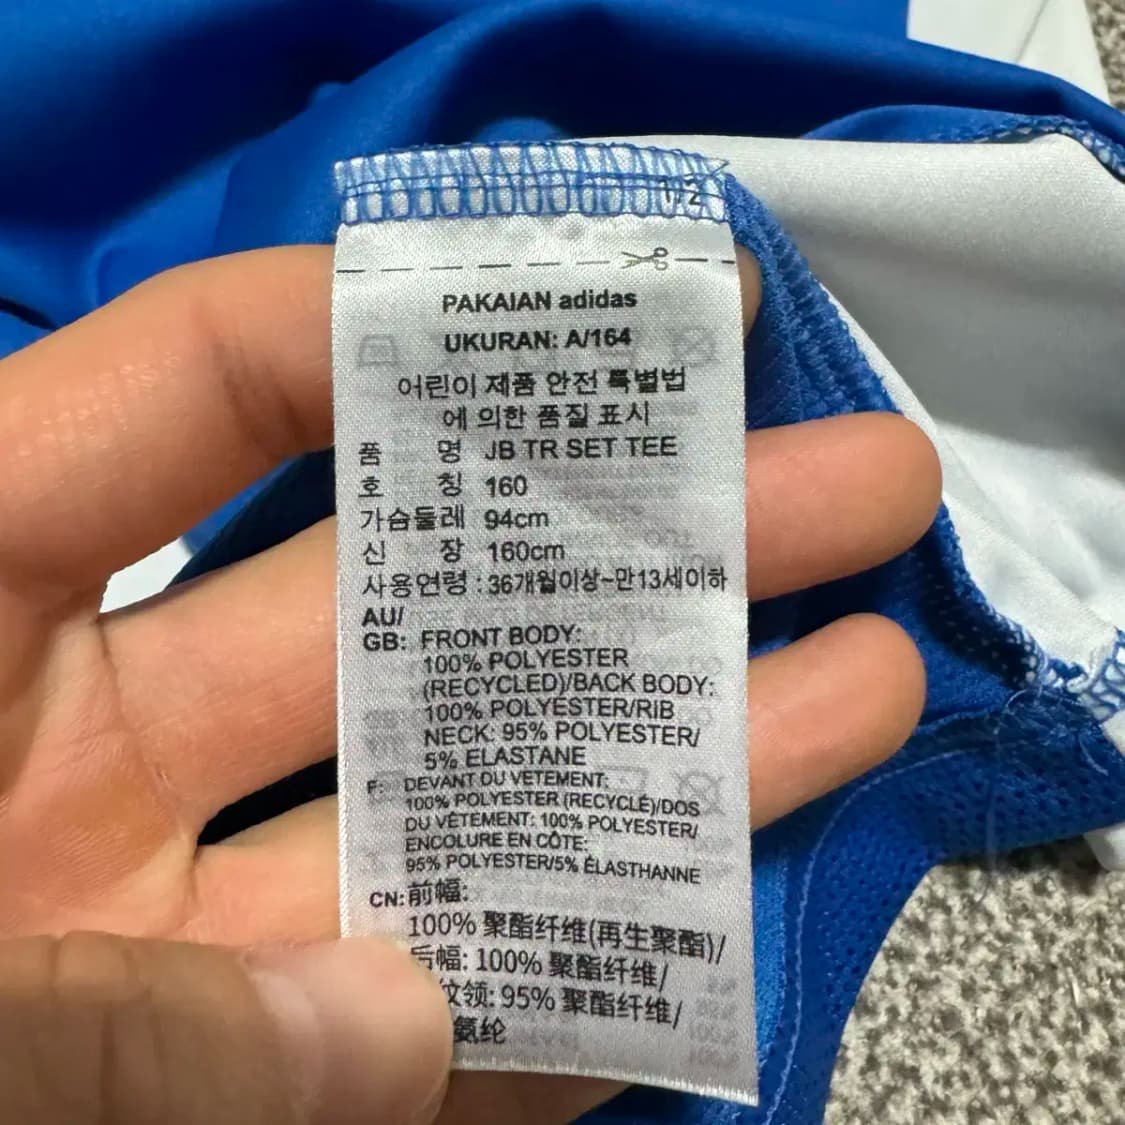 1.2
PAKAIAN adidas
UKURAN: A/164
어린이 제품 안전 특별법
에 의한 품질 표시
품 명 JB TR SET TEE
호 칭 160
가슴둘레 94cm
신 장 160cm
사용연령 : 36개월이상~만13세이하
AU/
GB: FRONT BODY:
100% POLYESTER
(RECYCLED)/BACK BODY:
100% POLYESTER/RIB
NECK: 95% POLYESTER/
5% ELASTANE
F: DEVANT DU VETEMENT:
100% POLYESTER (RECYCLÉ)/DOS
DU VÊTEMENT: 100% POLYESTER/
ENCOLURE EN CÔTE:
95% POLYESTER/5% ÉLASTHANNE
CN: 前幅:
100% 聚酯纤维(再生聚酯)/
后幅: 100% 聚酯纤维/
纹领: 95% 聚酯纤维/
氨纶